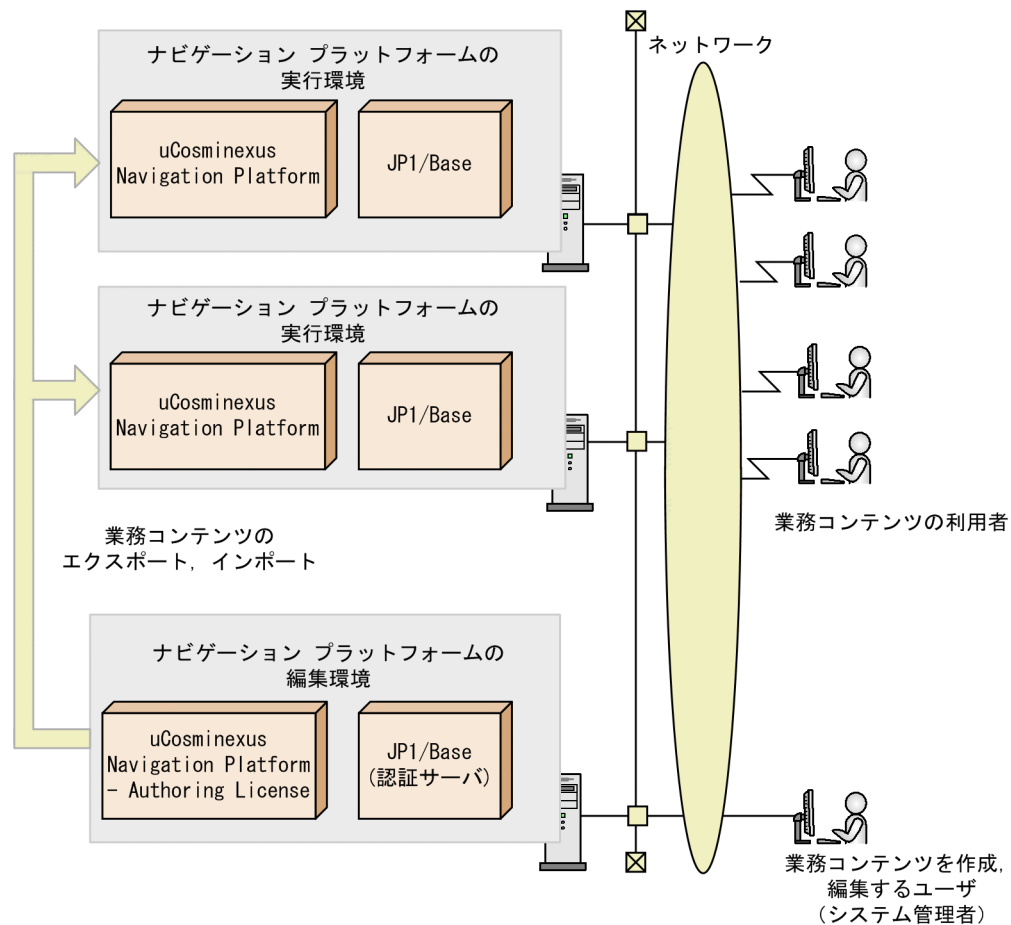 ネットワーク
ナビゲーション プラットフォームの
実行環境
uCosminexus
Navigation Platform
JP1/Base
ナビゲーション プラットフォームの
実行環境
uCosminexus
Navigation Platform
JP1/Base
業務コンテンツの利用者
業務コンテンツの
エクスポート，インポート
ナビゲーション プラットフォームの
編集環境
uCosminexus
Navigation Platform
- Authoring License
JP1/Base
(認証サーバ)
業務コンテンツを作成，
編集するユーザ
（システム管理者）